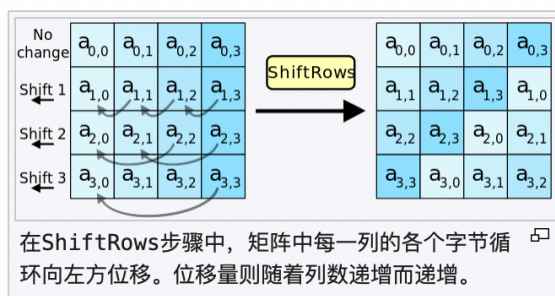 No change a0,0 a0,1 a0,2 a0,3 ShiftRows a0,0 a0,1 a0,2 a0,3
Shift 1 a1,0 a1,1 a1,2 a1,3 a1,1 a1,2 a1,3 a1,0
Shift 2 a2,0 a2,1 a2,2 a2,3 a2,2 a2,3 a2,0 a2,1
Shift 3 a3,0 a3,1 a3,2 a3,3 a3,3 a3,0 a3,1 a3,2
在ShiftRows步骤中，矩阵中每一列的各个字节循
环向左方位移。位移量则随着列数递增而递增。